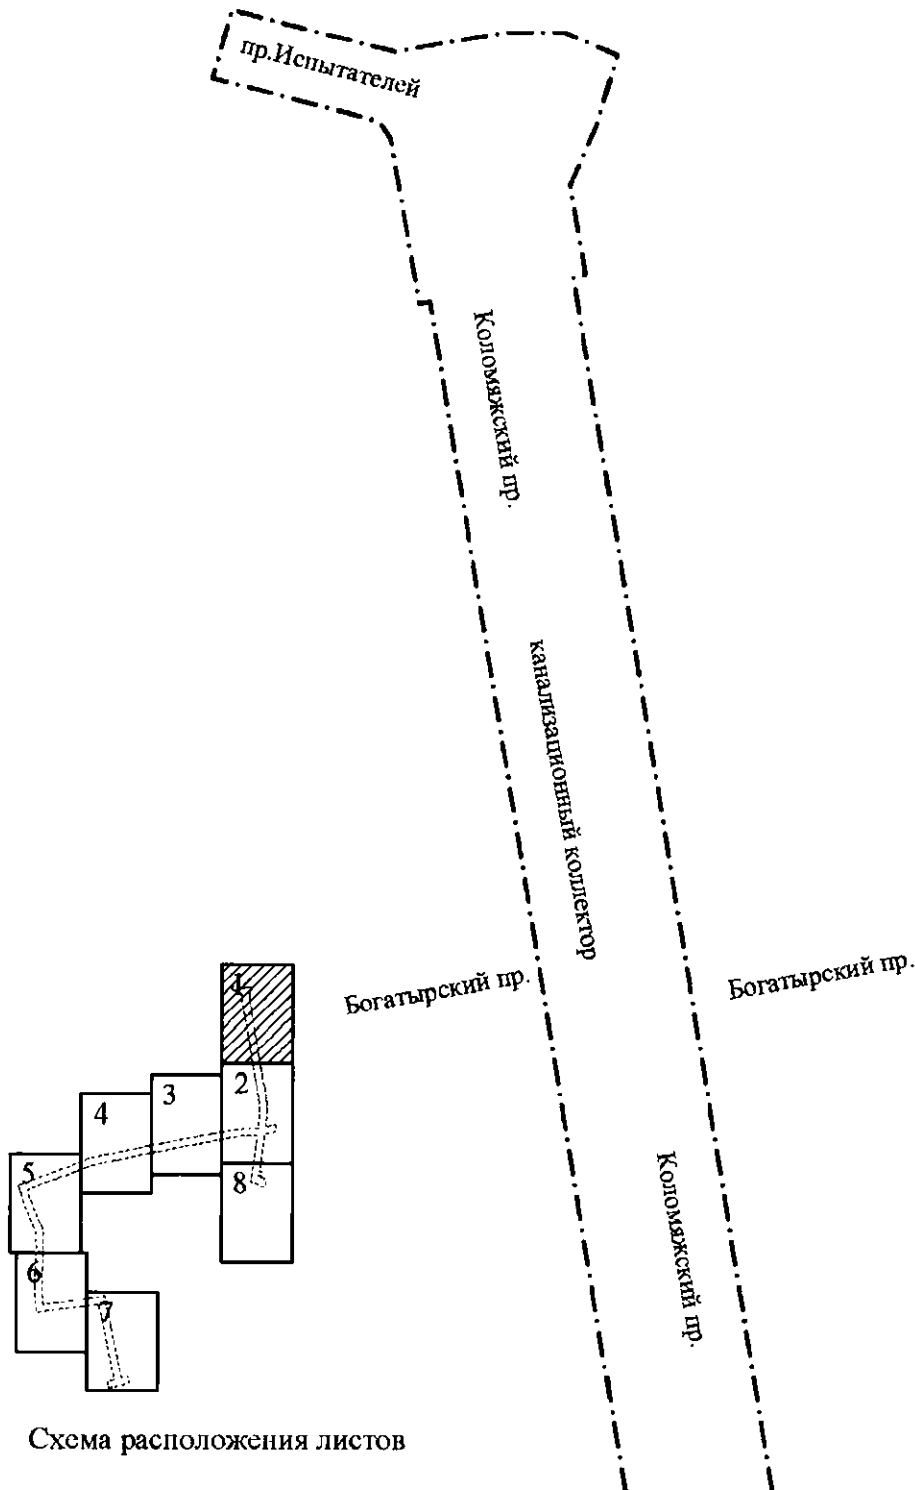 пр.Испытателей
Коломяжский пр.
канализационный коллектор
Богатырский пр.
Богатырский пр.
Коломяжский пр.
1
2
3
4
5
6
7
8
Схема расположения листов